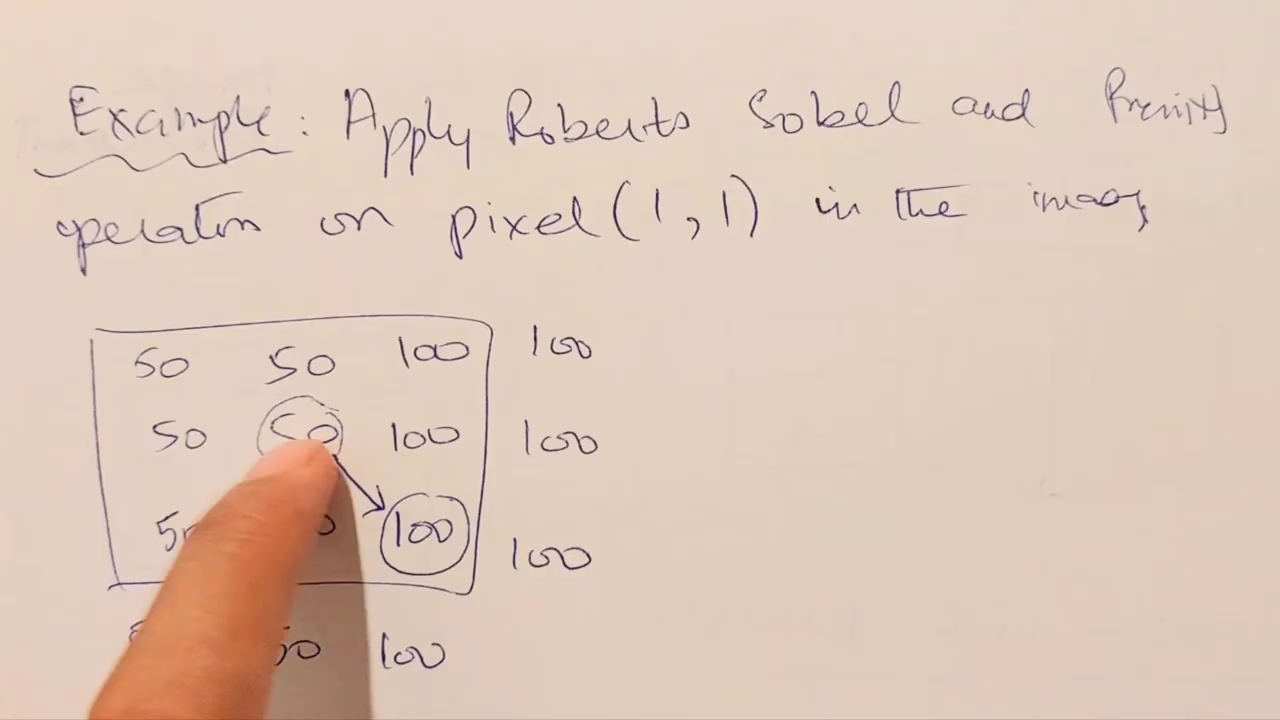 Example: Apply Roberts Sobel and
operation on pixel (1,1) in the image
50 50 100 100
50 50 100 100
100 100
100